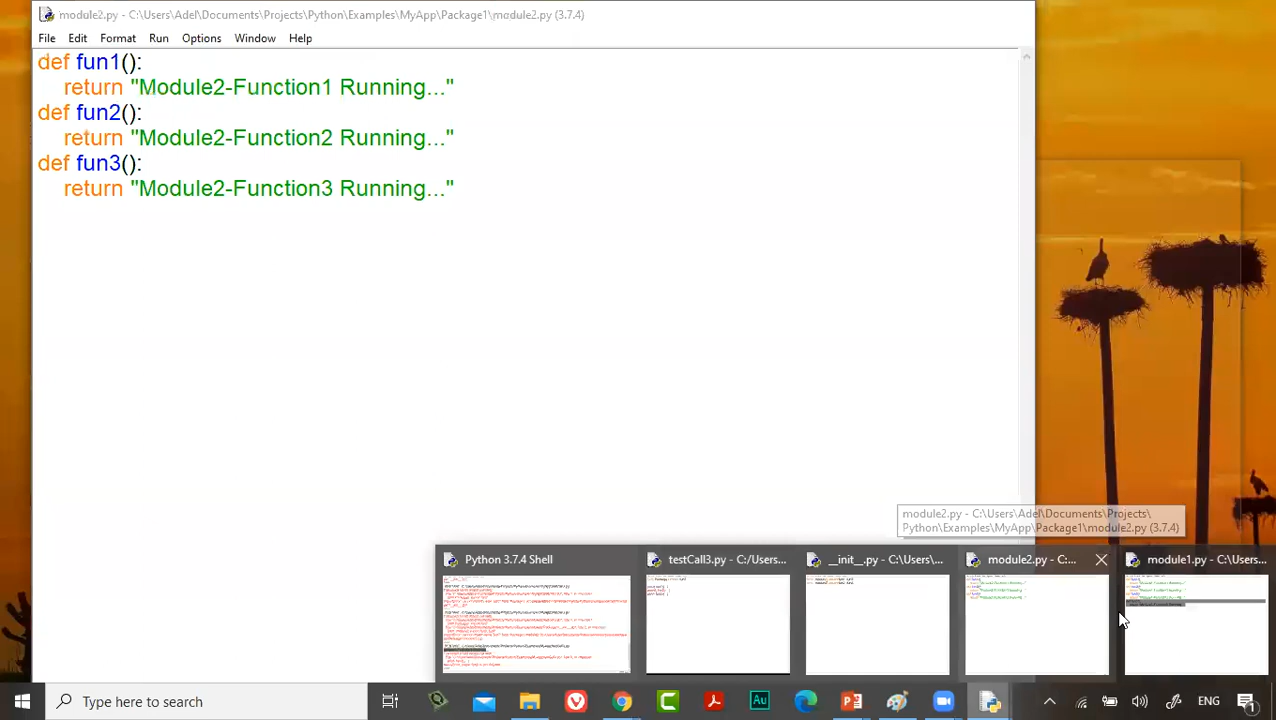 module2.py - C:\Users\Adel\Documents\Projects\Python\Examples\MyApp\Package1\module2.py (3.7.4)
File Edit Format Run Options Window Help
def fun1():
return "Module2-Function1 Running..."
def fun2():
return "Module2-Function2 Running..."
def fun3():
return "Module2-Function3 Running..."
module2.py - C:\Users\Adel\Documents\Projects\
Python\Examples\MyApp\Package1\module2.py (3.7.4)
Python 3.7.4 Shell
testCall3.py - C:/Users...
__init__.py - C:\Users\...
module2.py - C:...
module1.py - C:\Users...
Type here to search
ENG
1